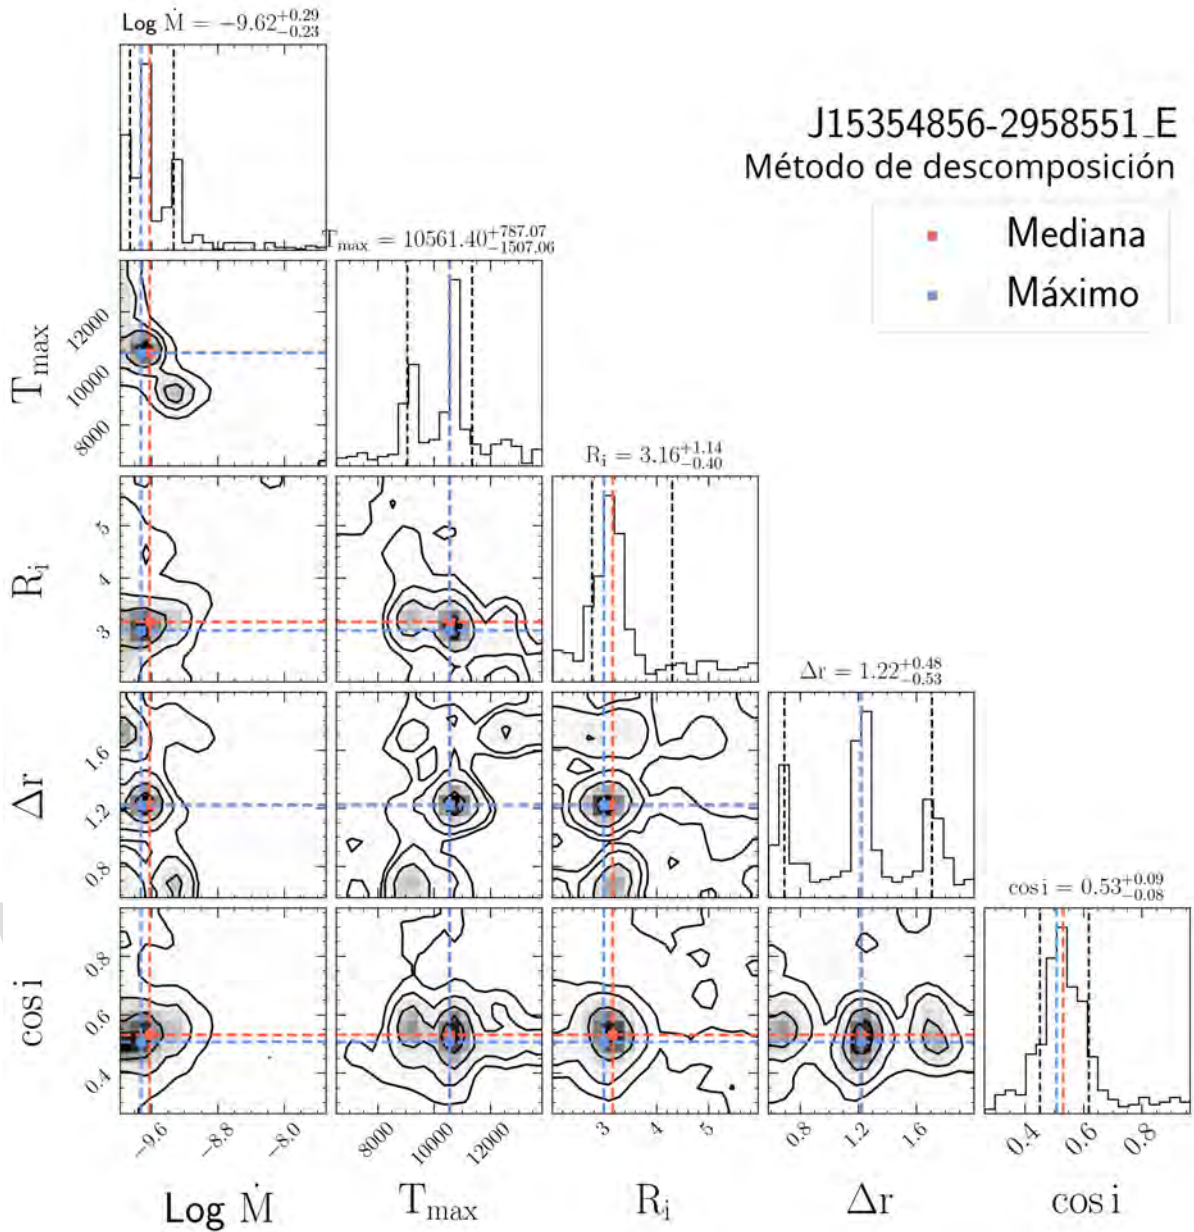 Log Ṁ = −9.62^{+0.29}_{−0.23}
J15354856-2958551_E
Método de descomposición
Mediana
Máximo
T_max = 10561.40^{+787.07}_{−1507.06}
T_max
12000
10000
8000
R_i = 3.16^{+1.14}_{−0.40}
R_i
5
4
3
Δr = 1.22^{+0.48}_{−0.53}
Δr
1.6
1.2
0.8
cos i = 0.53^{+0.09}_{−0.08}
cos i
0.8
0.6
0.4
−9.6 −8.8 −8.0 8000 10000 12000 3 4 5 0.8 1.2 1.6 0.4 0.6 0.8
Log Ṁ T_max R_i Δr cos i